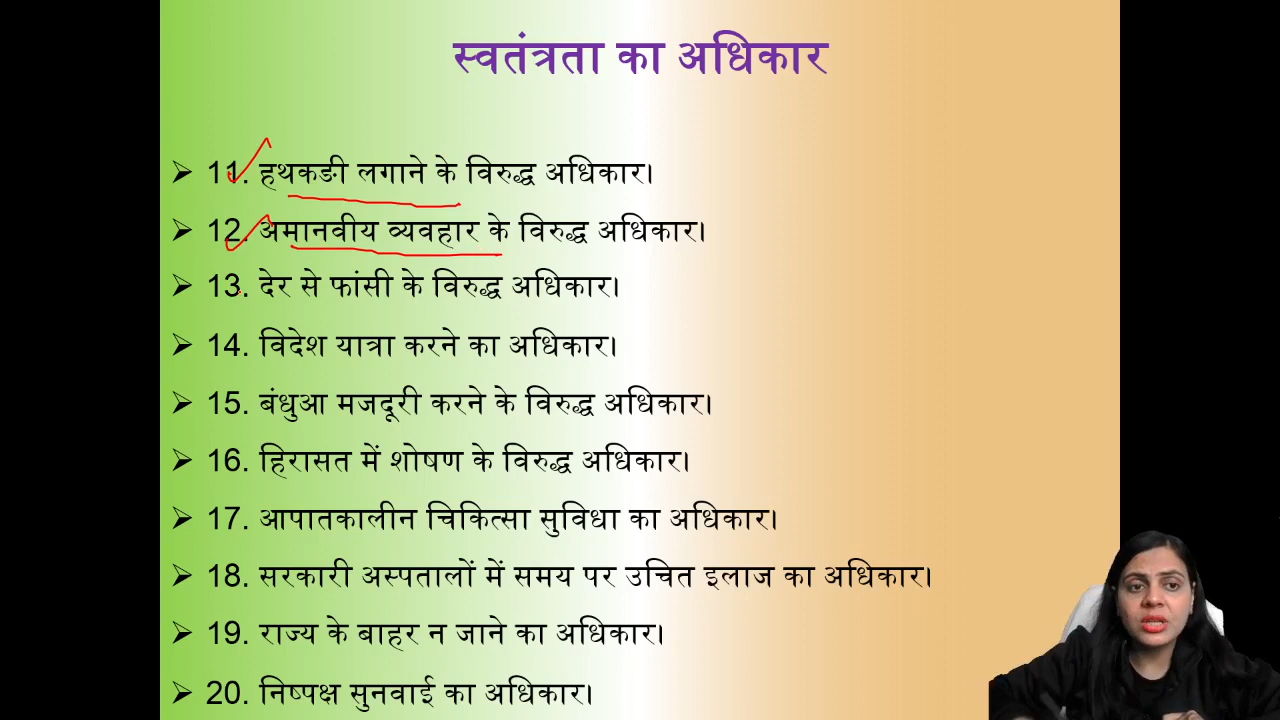 स्वतंत्रता का अधिकार
➢ 11. हथकङी लगाने के विरुद्ध अधिकार।
➢ 12. अमानवीय व्यवहार के विरुद्ध अधिकार।
➢ 13. देर से फांसी के विरुद्ध अधिकार।
➢ 14. विदेश यात्रा करने का अधिकार।
➢ 15. बंधुआ मजदूरी करने के विरुद्ध अधिकार।
➢ 16. हिरासत में शोषण के विरुद्ध अधिकार।
➢ 17. आपातकालीन चिकित्सा सुविधा का अधिकार।
➢ 18. सरकारी अस्पतालों में समय पर उचित इलाज का अधिकार।
➢ 19. राज्य के बाहर न जाने का अधिकार।
➢ 20. निष्पक्ष सुनवाई का अधिकार।